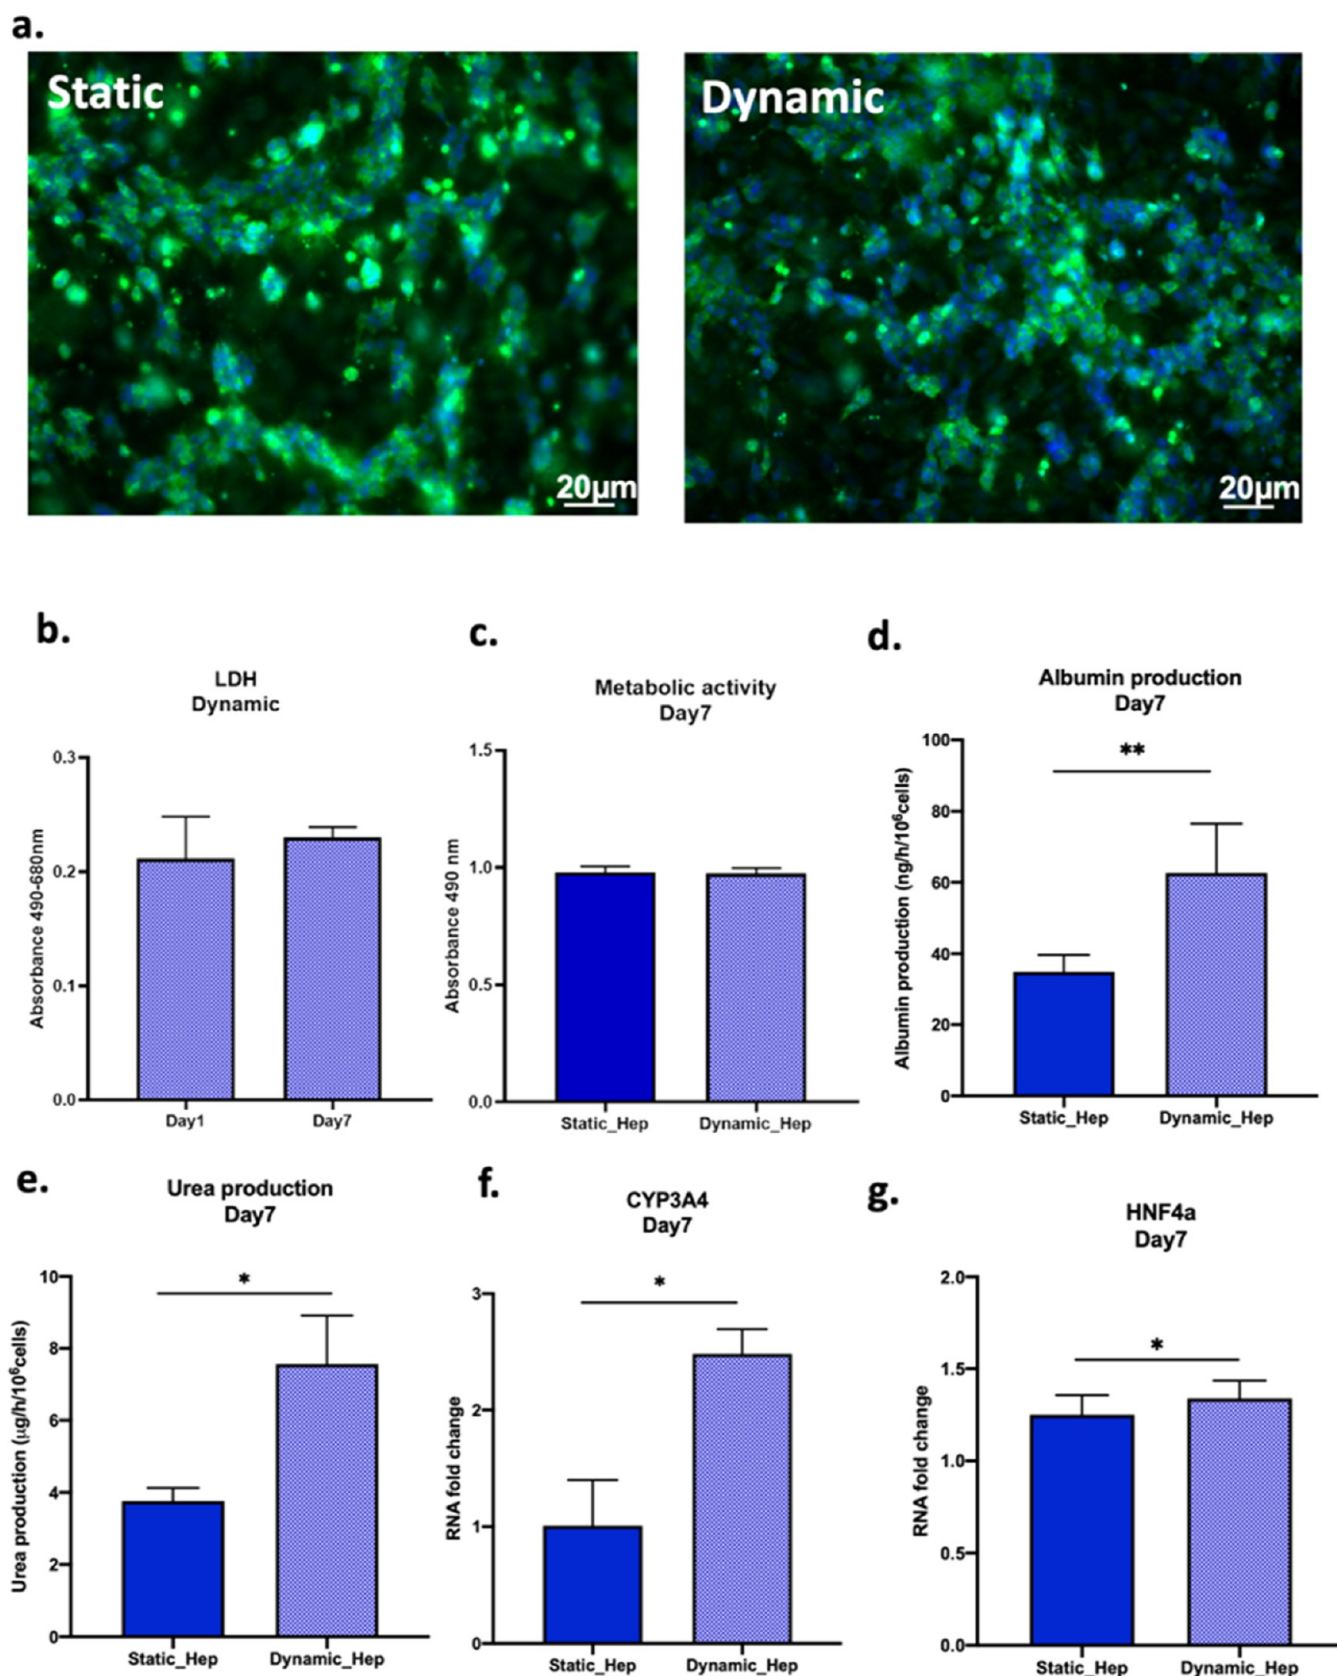 a.
Static
Dynamic
20µm
20µm
b.
LDH
Dynamic
Absorbance 490-680nm
0.3
0.2
0.1
0.0
Day1
Day7
c.
Metabolic activity
Day7
Absorbance 490 nm
1.5
1.0
0.5
0.0
Static_Hep
Dynamic_Hep
d.
Albumin production
Day7
**
Albumin production (ng/h/10⁶cells)
100
80
60
40
20
0
Static_Hep
Dynamic_Hep
e.
Urea production
Day7
*
Urea production (µg/h/10⁶cells)
10
8
6
4
2
0
Static_Hep
Dynamic_Hep
f.
CYP3A4
Day7
*
RNA fold change
3
2
1
0
Static_Hep
Dynamic_Hep
g.
HNF4a
Day7
*
RNA fold change
2.0
1.5
1.0
0.5
0.0
Static_Hep
Dynamic_Hep